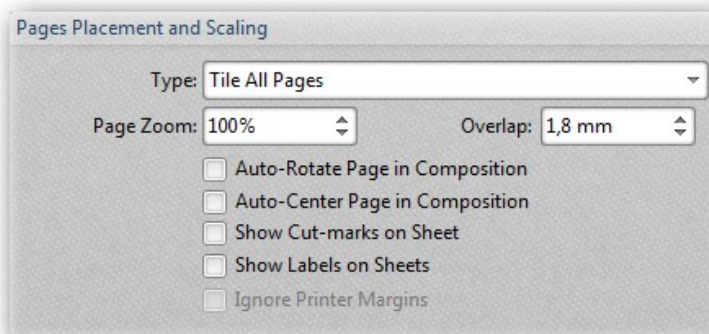 Pages Placement and Scaling
Type: Tile All Pages
Page Zoom: 100% Overlap: 1,8 mm
Auto-Rotate Page in Composition
Auto-Center Page in Composition
Show Cut-marks on Sheet
Show Labels on Sheets
Ignore Printer Margins